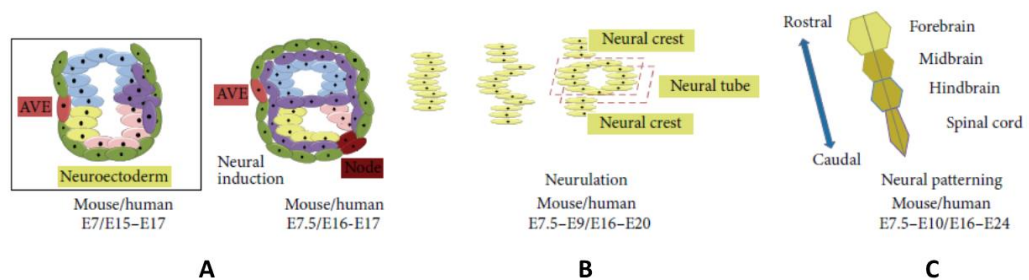 AVE
Neuroectoderm
Mouse/human
E7/E15–E17
AVE
Neural
induction
Node
Mouse/human
E7.5/E16-E17
A
Neural crest
Neural tube
Neural crest
Neurulation
Mouse/human
E7.5–E9/E16–E20
B
Rostral
Caudal
Forebrain
Midbrain
Hindbrain
Spinal cord
Neural patterning
Mouse/human
E7.5–E10/E16–E24
C